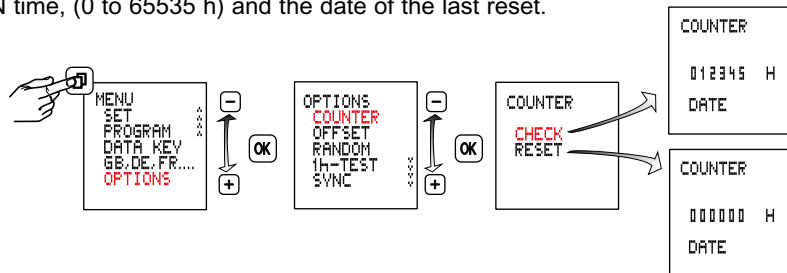 N time, (0 to 65535 h) and the date of the last reset.
MENU
SET
PROGRAM
DATA KEY
GB,DE,FR....
OPTIONS
OK
OPTIONS
COUNTER
OFFSET
RANDOM
1h-TEST
SYNC
OK
COUNTER
CHECK
RESET
COUNTER
012345 H
DATE
COUNTER
000000 H
DATE